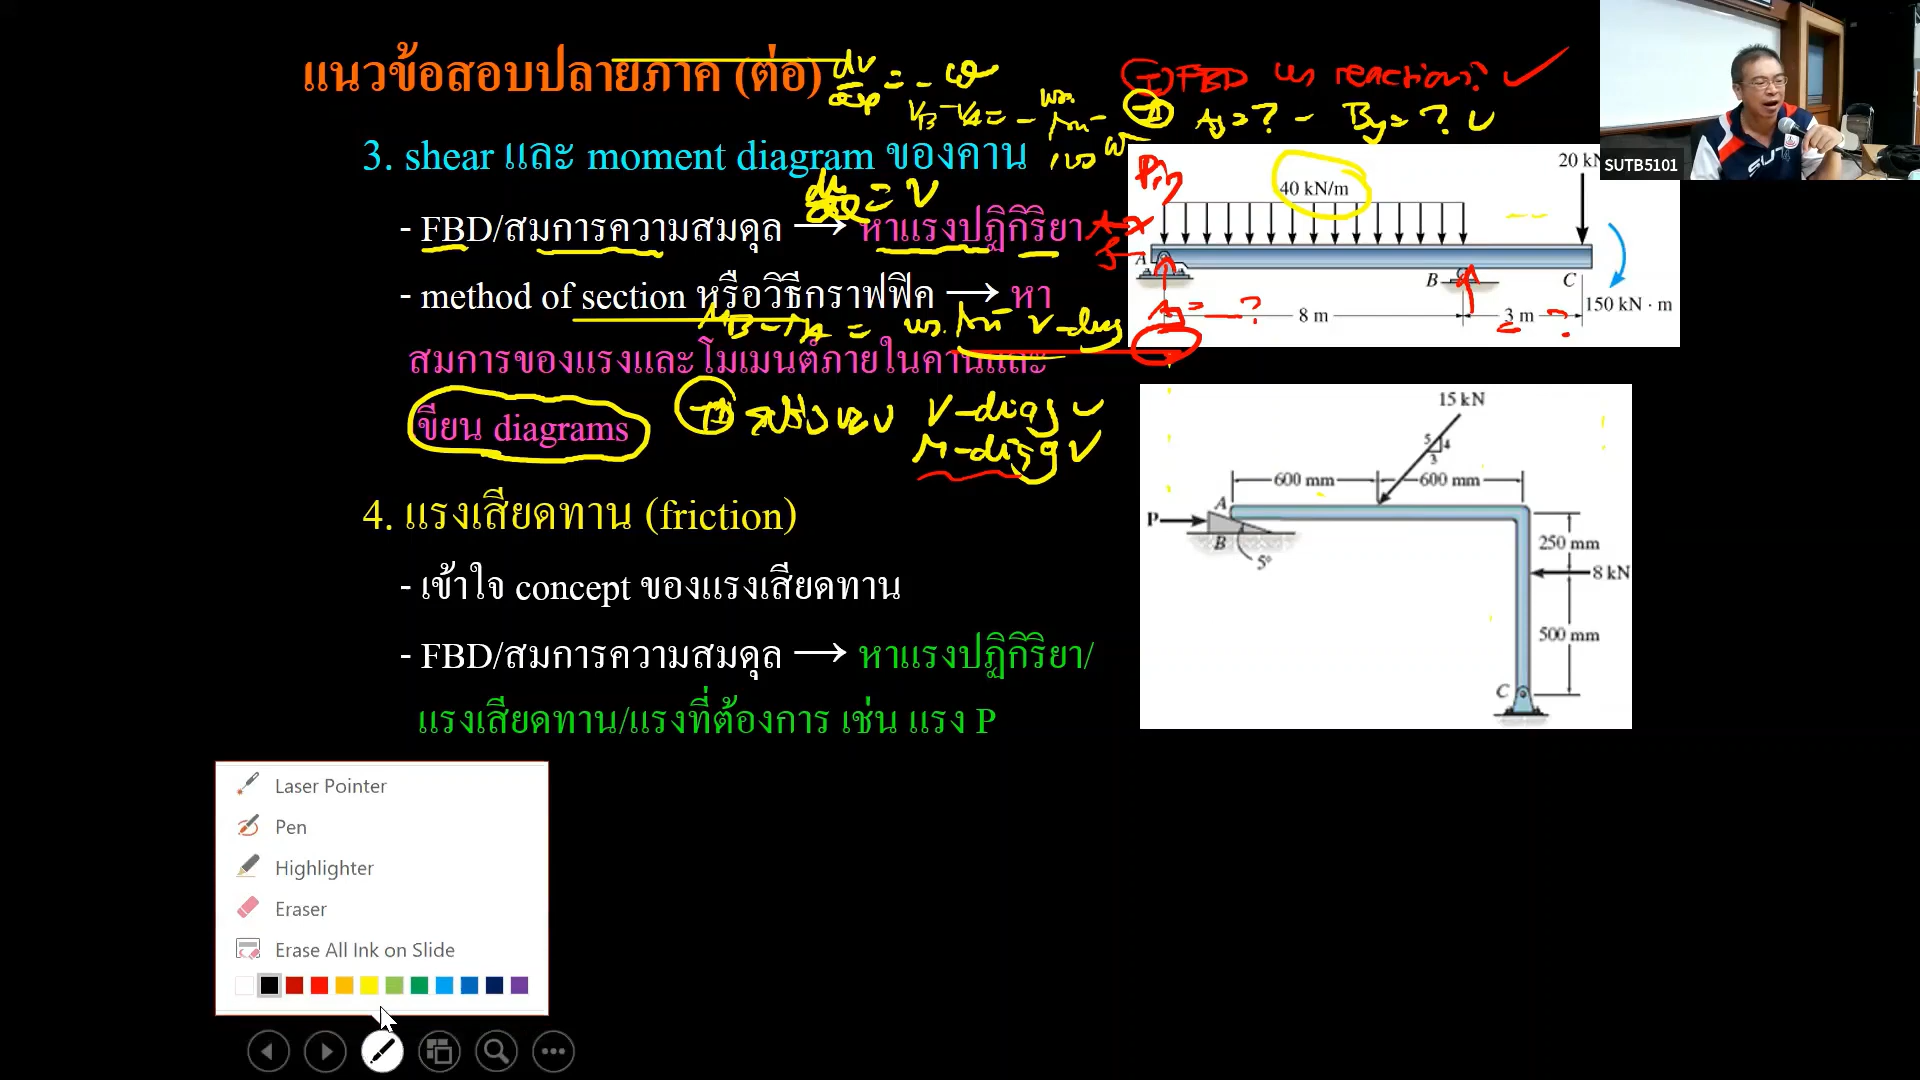 แนวข้อสอบปลายภาค (ต่อ)
dv = - w
VB - VA = -
I FBD reaction?
Ay = ? - By = ? ✓
3. shear และ moment diagram ของคาน
= V
- FBD/สมการความสมดุล → หาแรงปฏิกิริยา
- method of section หรือวิธีกราฟฟิค → หา
MB - MA = V-diag
สมการของแรงและโมเมนต์ภายในคานและ
ขียน diagrams
V-diag
M-diag
4. แรงเสียดทาน (friction)
- เข้าใจ concept ของแรงเสียดทาน
- FBD/สมการความสมดุล → หาแรงปฏิกิริยา/
แรงเสียดทาน/แรงที่ต้องการ เช่น แรง P
Pin
40 kN/m
20 kN
A
B
C
150 kN · m
Ay = ?
8 m
3 m
?
15 kN
5
4
3
600 mm
600 mm
A
P
B
5°
250 mm
8 kN
500 mm
C
SUTB5101
SUT
Laser Pointer
Pen
Highlighter
Eraser
Erase All Ink on Slide